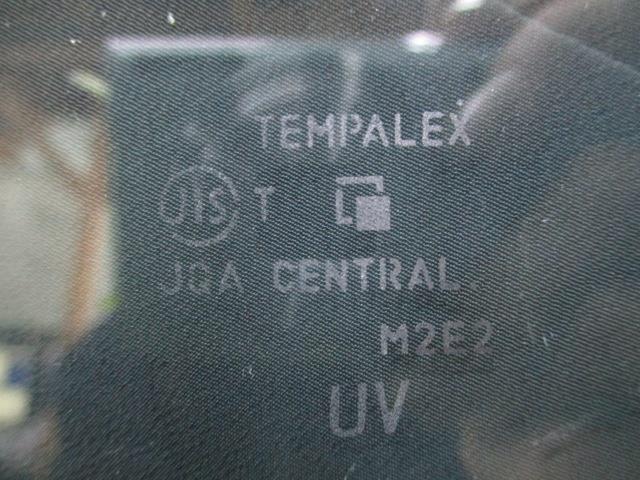 TEMPALEX
JIS T
JQA CENTRAL
M2E2
UV